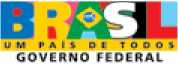 BRASIL
UM PAÍS DE TODOS
GOVERNO FEDERAL